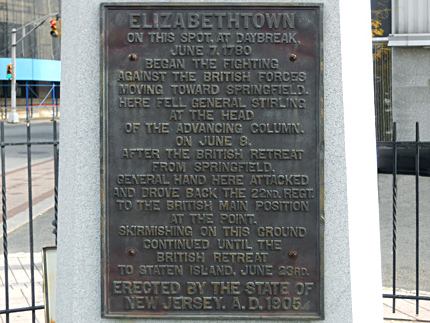 ELIZABETHTOWN
ON THIS SPOT, AT DAYBREAK,
JUNE 7, 1780
BEGAN THE FIGHTING
AGAINST THE BRITISH FORCES
MOVING TOWARD SPRINGFIELD.
HERE FELL GENERAL STIRLING
AT THE HEAD
OF THE ADVANCING COLUMN.
ON JUNE 8,
AFTER THE BRITISH RETREAT
FROM SPRINGFIELD,
GENERAL HAND HERE ATTACKED
AND DROVE BACK THE 22ND. REGT.
TO THE BRITISH MAIN POSITION
AT THE POINT.
SKIRMISHING ON THIS GROUND
CONTINUED UNTIL THE
BRITISH RETREAT
TO STATEN ISLAND, JUNE 23RD.
ERECTED BY THE STATE OF
NEW JERSEY. A. D. 1905